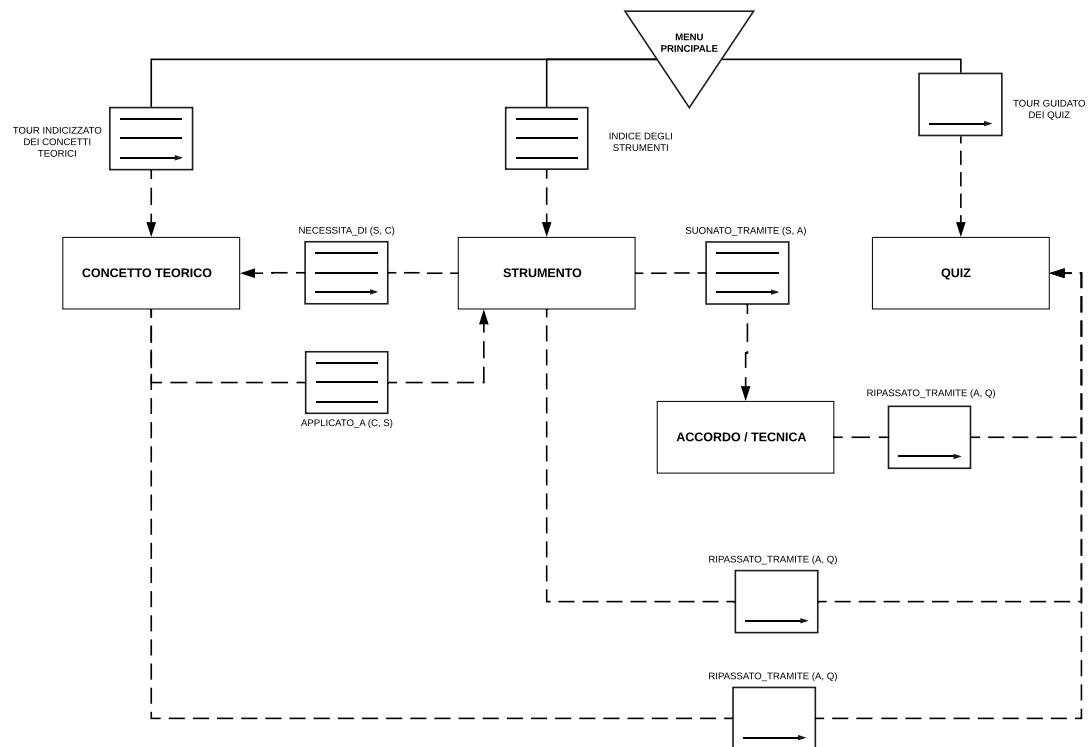 MENU
PRINCIPALE
TOUR INDICIZZATO
DEI CONCETTI
TEORICI
INDICE DEGLI
STRUMENTI
TOUR GUIDATO
DEI QUIZ
NECESSITA_DI (S, C)
SUONATO_TRAMITE (S, A)
CONCETTO TEORICO
STRUMENTO
QUIZ
APPLICATO_A (C, S)
RIPASSATO_TRAMITE (A, Q)
ACCORDO / TECNICA
RIPASSATO_TRAMITE (A, Q)
RIPASSATO_TRAMITE (A, Q)